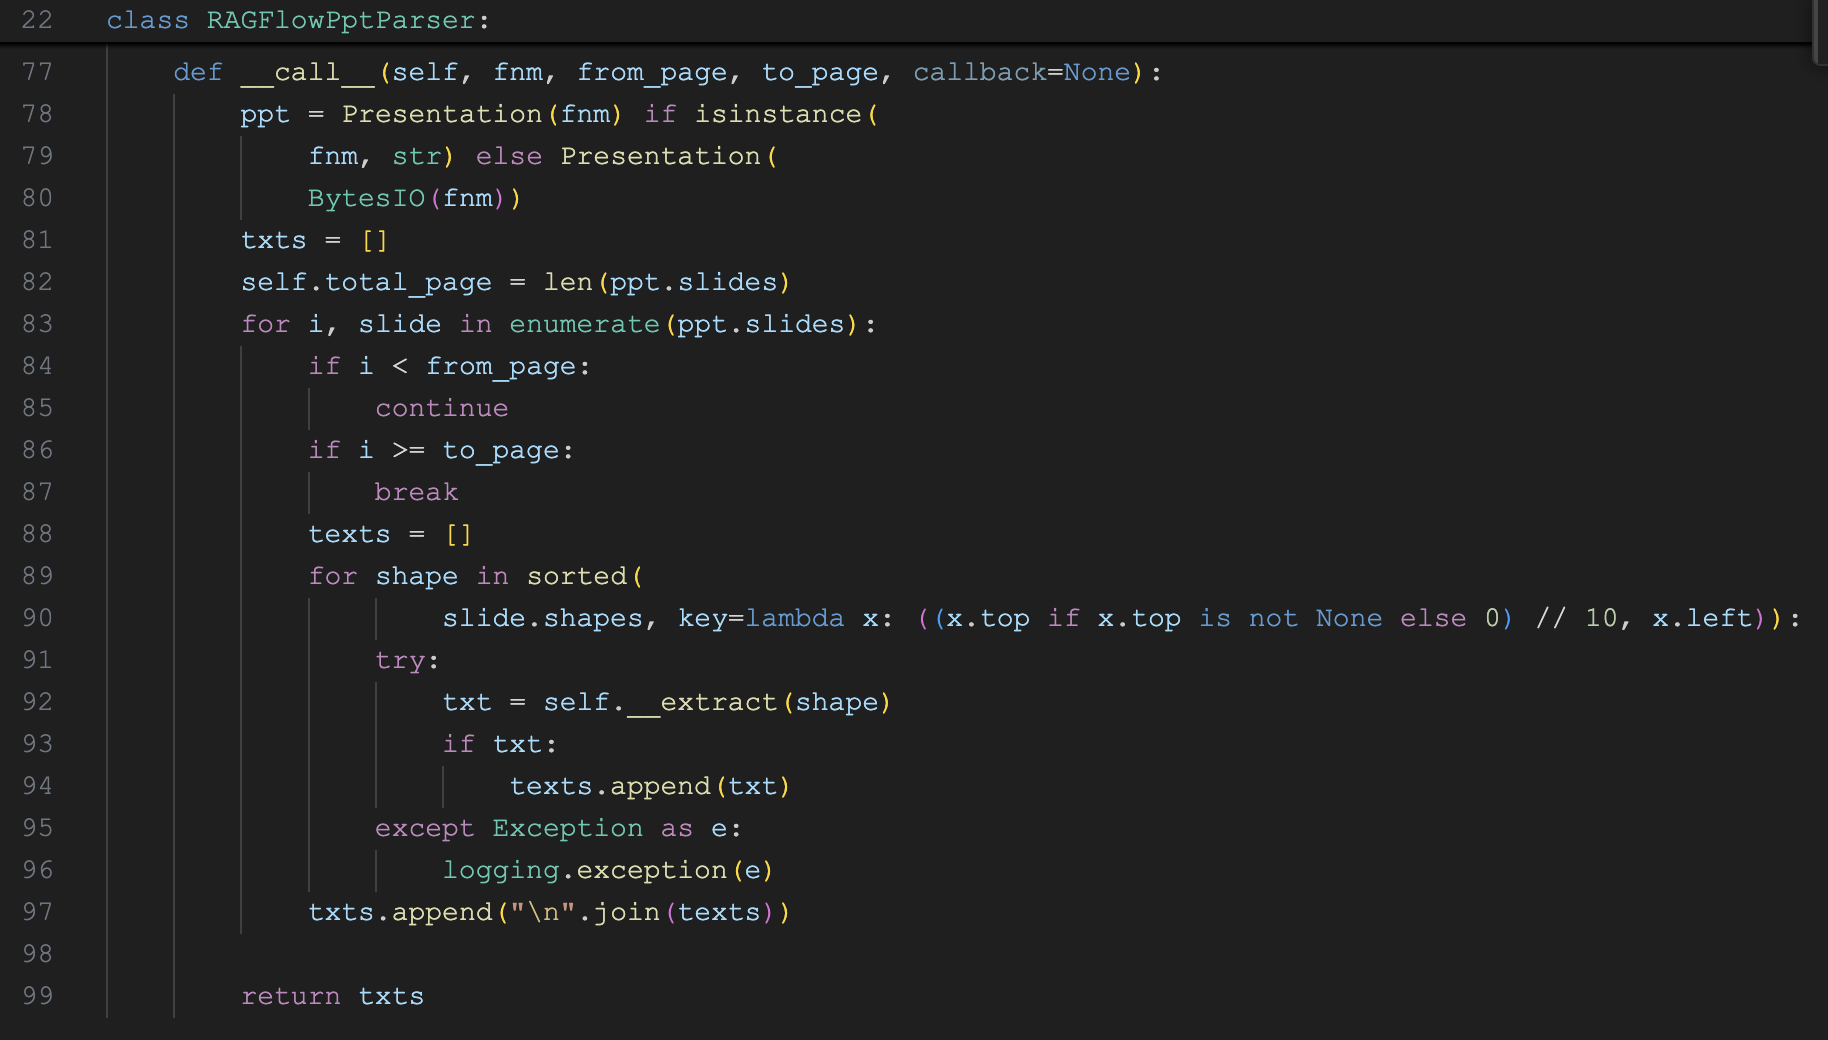 22 class RAGFlowPptParser:
77 def __call__(self, fnm, from_page, to_page, callback=None):
78 ppt = Presentation(fnm) if isinstance(
79 fnm, str) else Presentation(
80 BytesIO(fnm))
81 txts = []
82 self.total_page = len(ppt.slides)
83 for i, slide in enumerate(ppt.slides):
84 if i < from_page:
85 continue
86 if i >= to_page:
87 break
88 texts = []
89 for shape in sorted(
90 slide.shapes, key=lambda x: ((x.top if x.top is not None else 0) // 10, x.left)):
91 try:
92 txt = self.__extract(shape)
93 if txt:
94 texts.append(txt)
95 except Exception as e:
96 logging.exception(e)
97 txts.append("\n".join(texts))
98
99 return txts